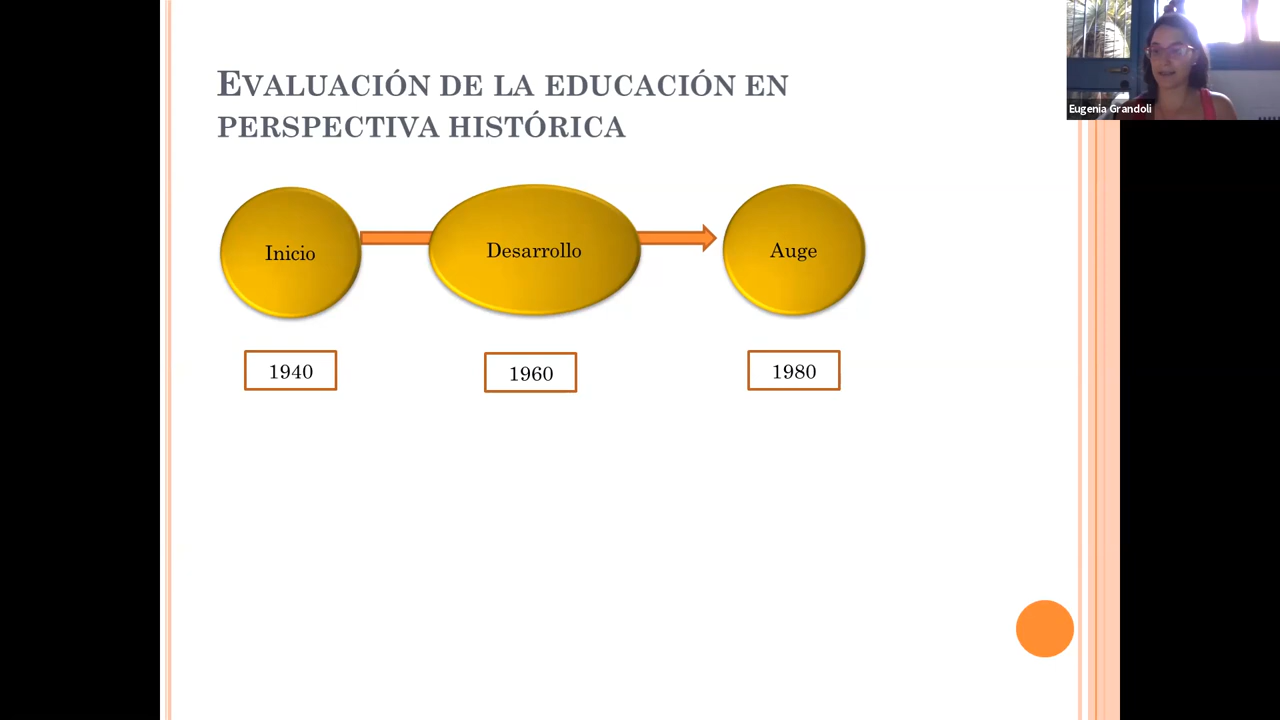 EVALUACIÓN DE LA EDUCACIÓN EN
PERSPECTIVA HISTÓRICA
Inicio
Desarrollo
Auge
1940
1960
1980
Eugenia Grandoli